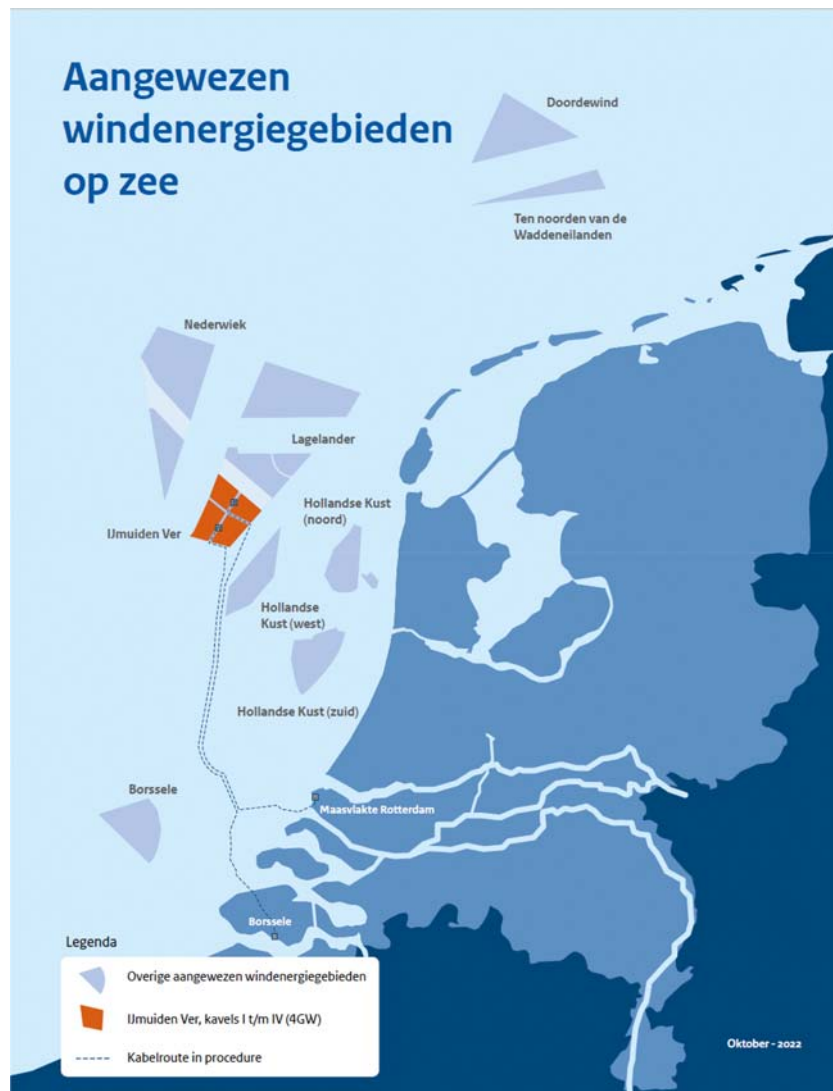 Aangewezen
windenergiegebieden
op zee
Doordewind
Ten noorden van de
Waddeneilanden
Nederwiek
Lagelander
Hollandse Kust
(noord)
IJmuiden Ver
Hollandse
Kust (west)
Hollandse Kust (zuid)
Borssele
Maasvlakte Rotterdam
Borssele
Legenda
Overige aangewezen windenergiegebieden
IJmuiden Ver, kavels I t/m IV (4GW)
Kabelroute in procedure
Oktober - 2022